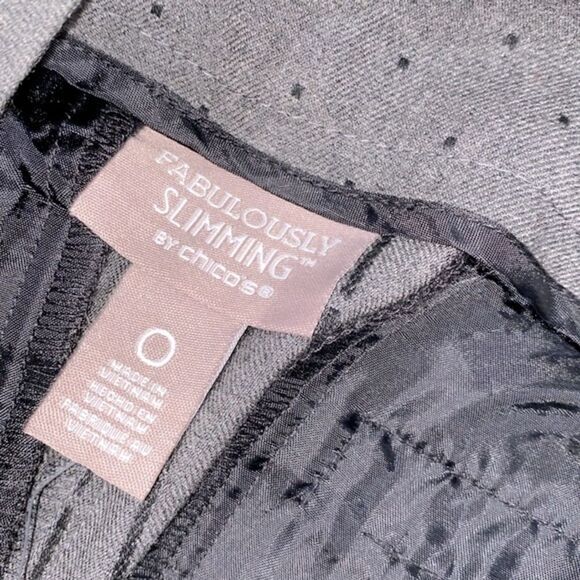 FABULOUSLY
SLIMMING™
BY chico's®
0
MADE IN
VIETNAM
HECHO EN
VIETNAM
FABRIQUÉ AU
VIETNAM